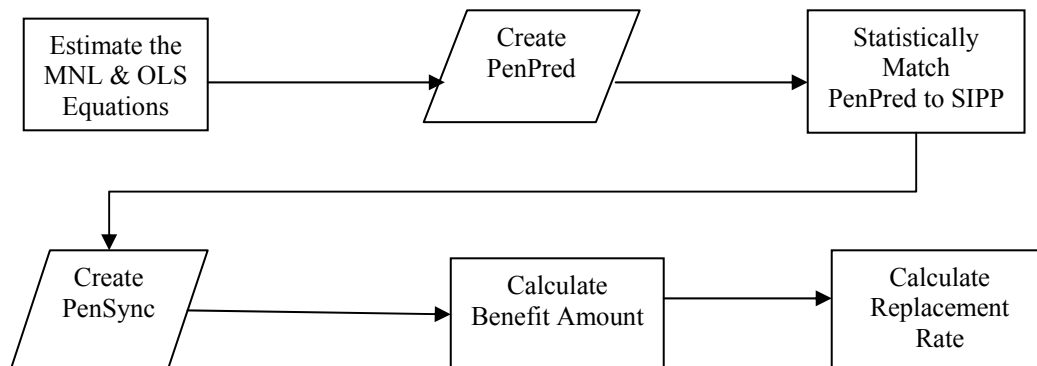 Estimate the
MNL & OLS
Equations
Create
PenPred
Statistically
Match
PenPred to SIPP
Create
PenSync
Calculate
Benefit Amount
Calculate
Replacement
Rate